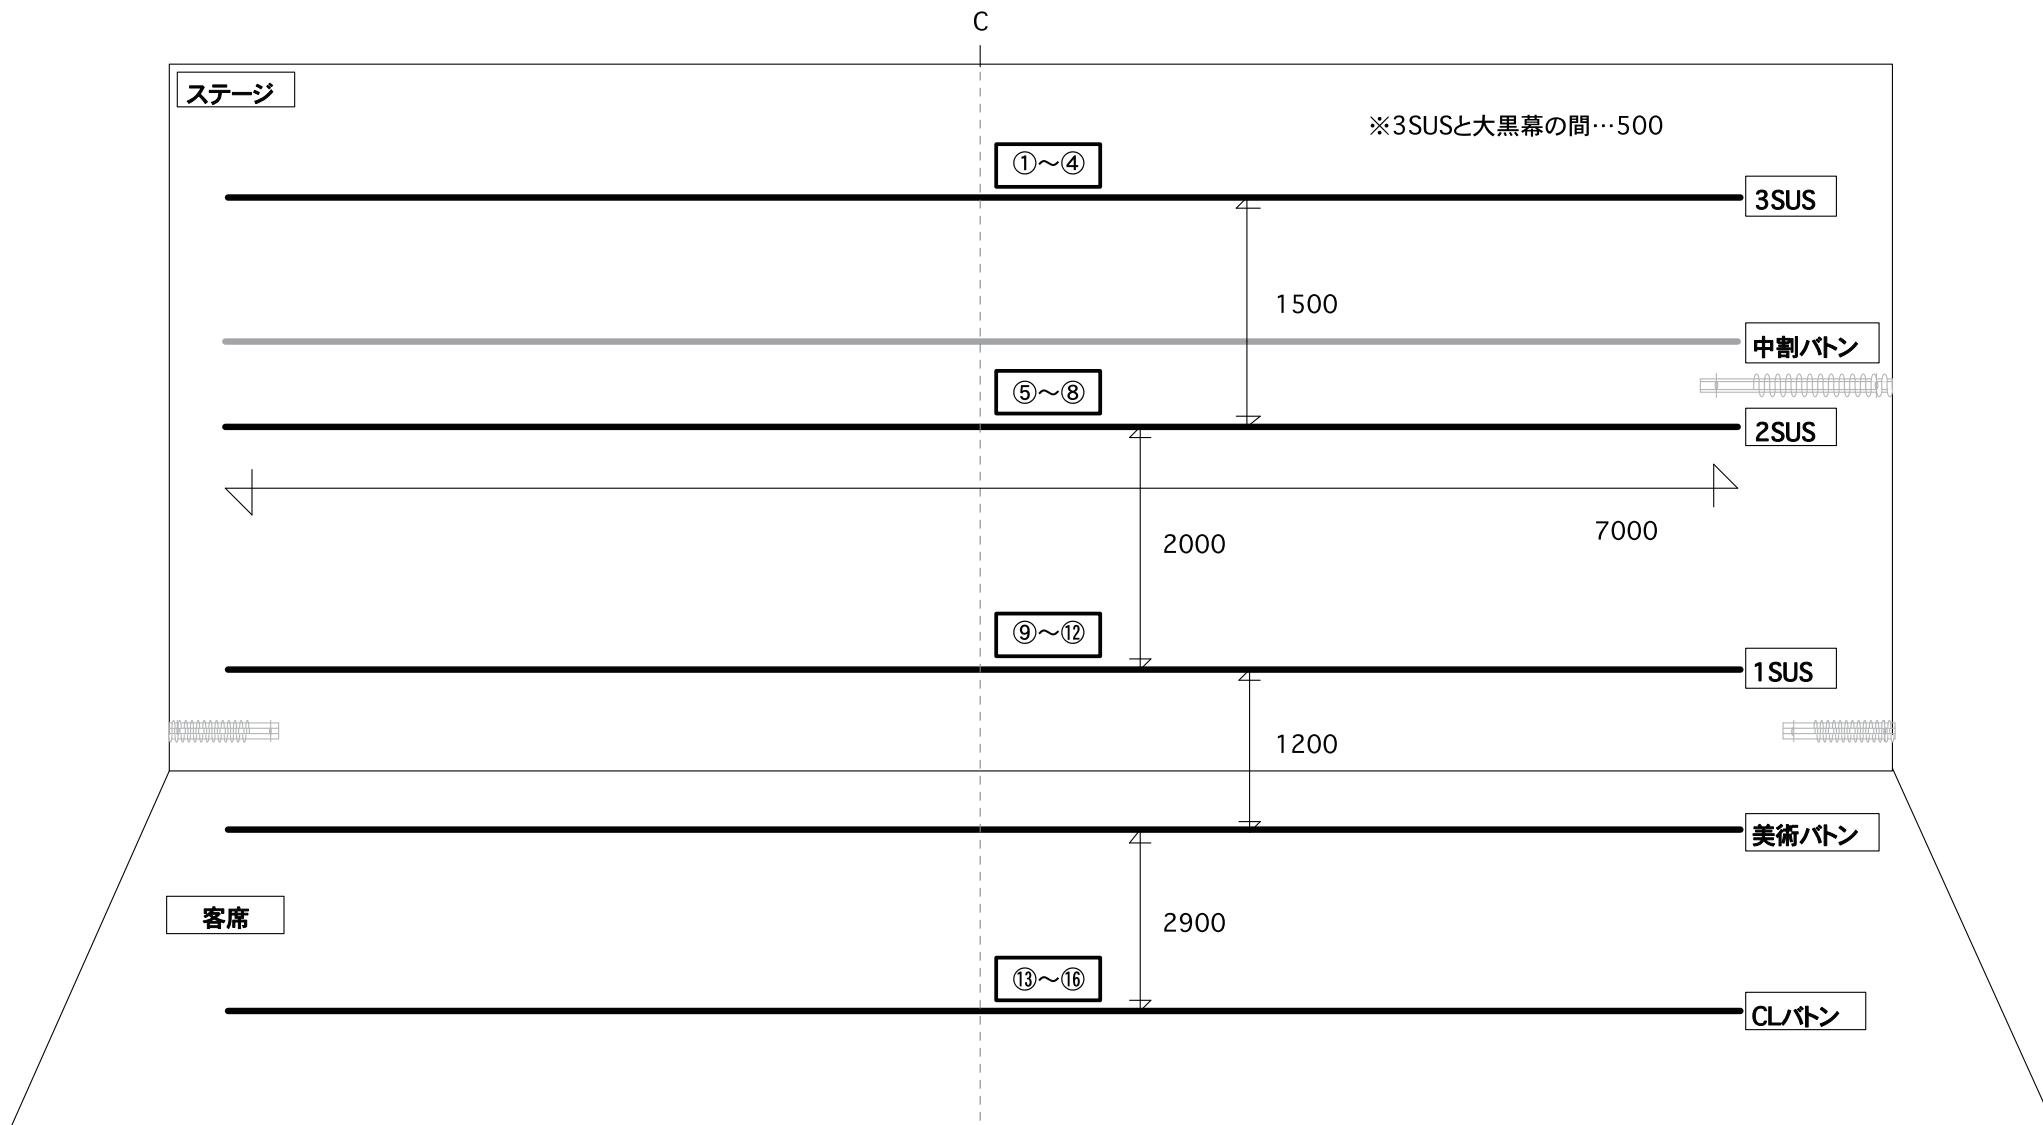 C
ステージ
※3SUSと大黒幕の間…500
①～④
3SUS
1500
中割バトン
⑤～⑧
2SUS
7000
2000
⑨～⑫
1SUS
1200
美術バトン
客席
2900
⑬～⑯
CLバトン